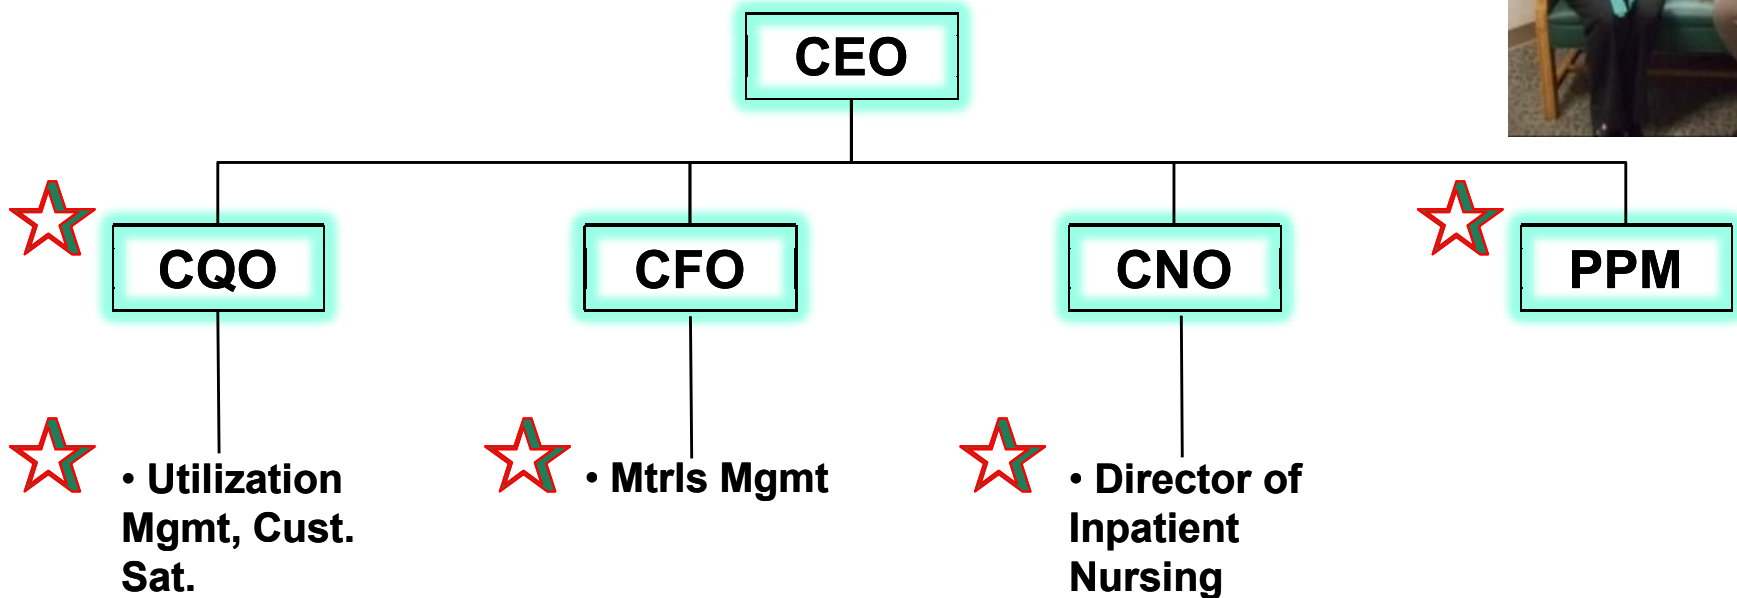 CEO
CQO
CFO
CNO
PPM
• Utilization
Mgmt, Cust.
Sat.
• Mtrls Mgmt
• Director of
Inpatient
Nursing